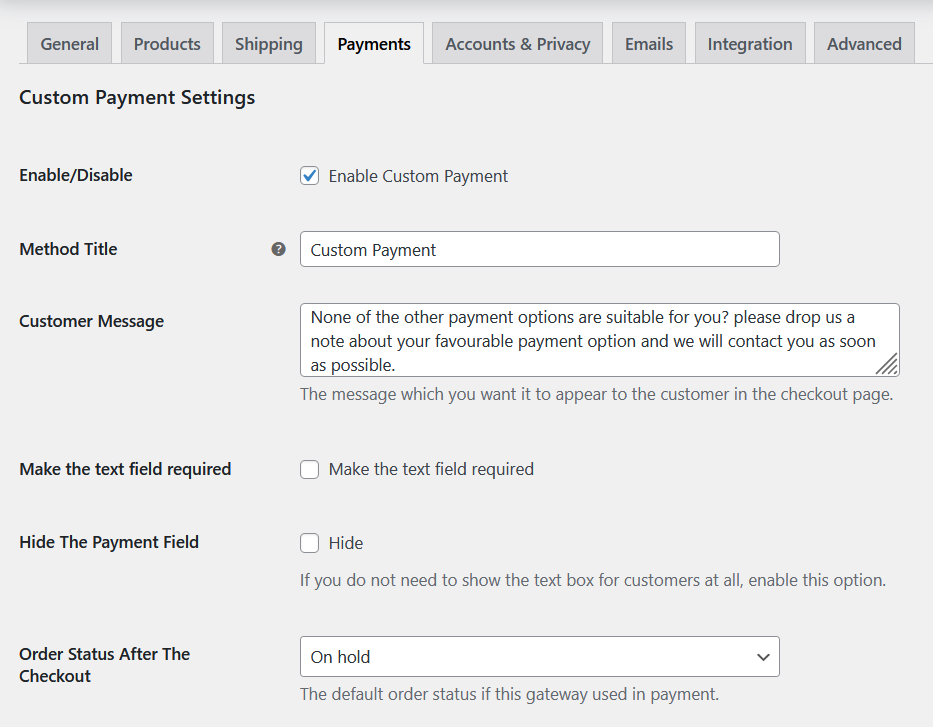 General Products Shipping Payments Accounts & Privacy Emails Integration Advanced
Custom Payment Settings
Enable/Disable
Enable Custom Payment
Method Title
?
Custom Payment
Customer Message
None of the other payment options are suitable for you? please drop us a
note about your favourable payment option and we will contact you as soon
as possible.
The message which you want it to appear to the customer in the checkout page.
Make the text field required
Make the text field required
Hide The Payment Field
Hide
If you do not need to show the text box for customers at all, enable this option.
Order Status After The
Checkout
On hold
The default order status if this gateway used in payment.